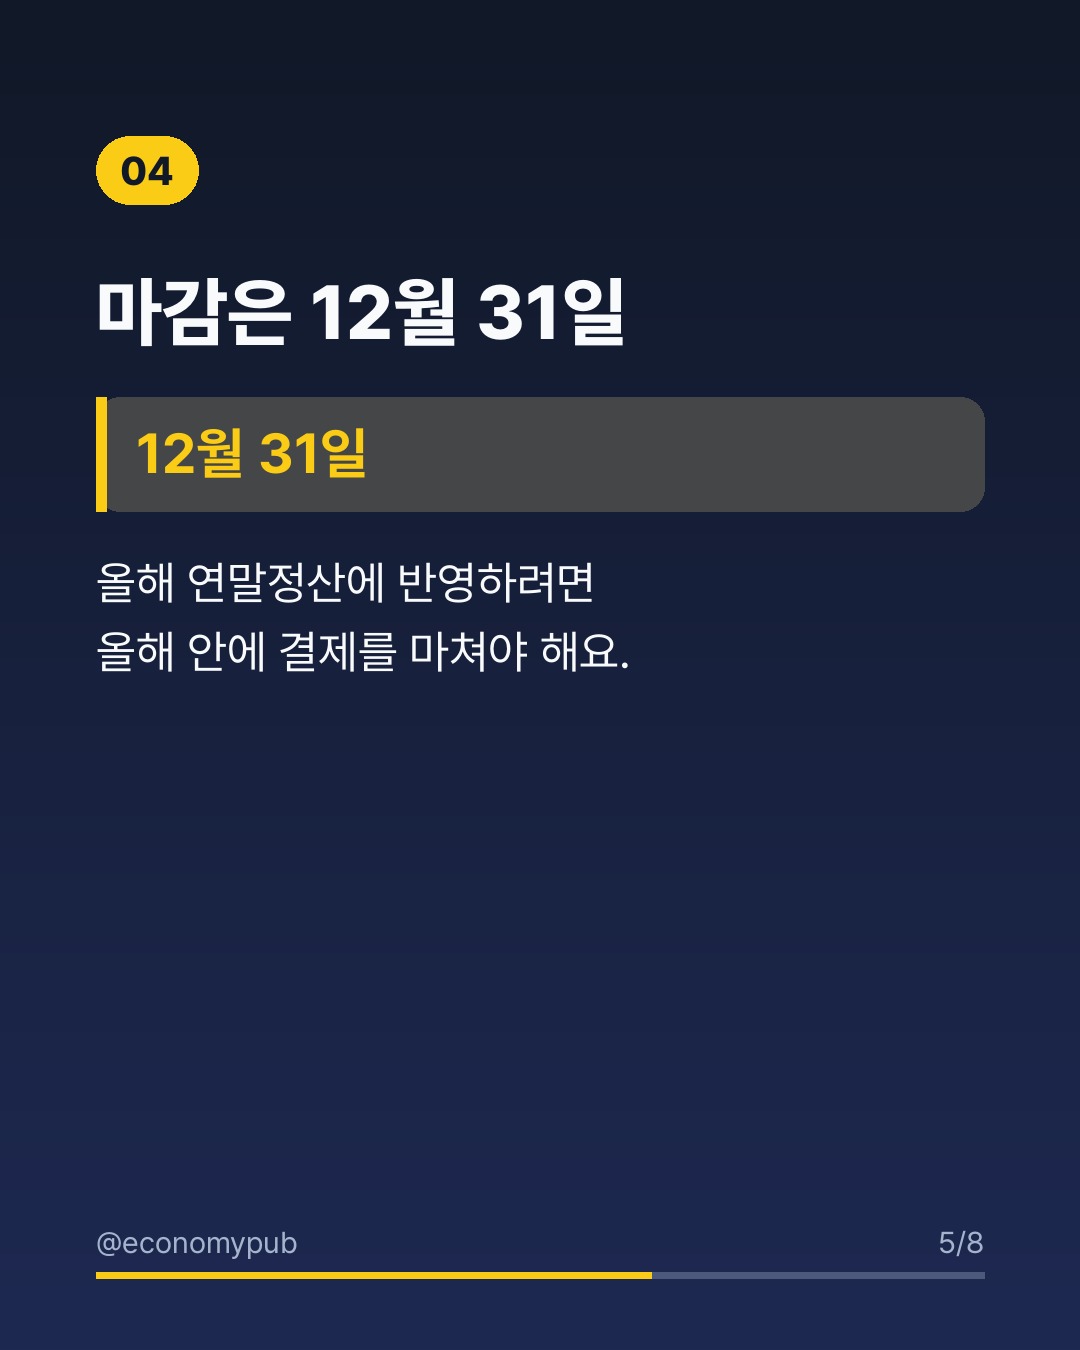 04
마감은 12월 31일
12월 31일
올해 연말정산에 반영하려면
올해 안에 결제를 마쳐야 해요.
@economypub
5/8